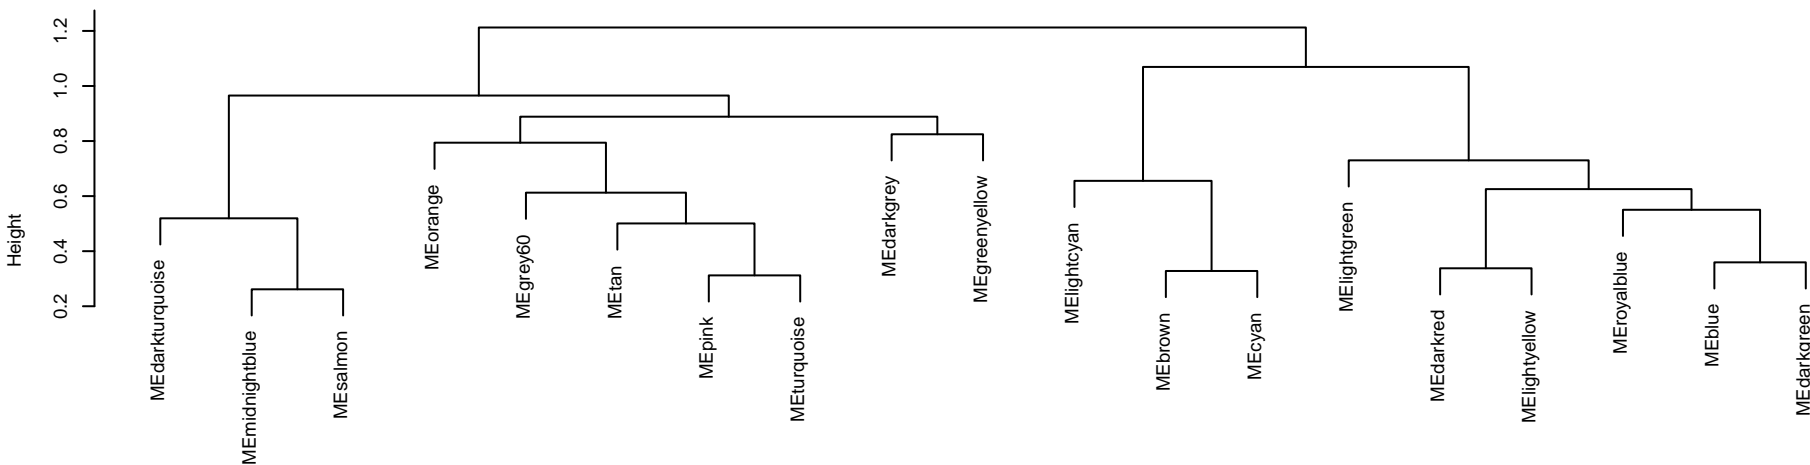 Height
1.2
1.0
0.8
0.6
0.4
0.2
MEdarkturquoise
MEmidnightblue
MEsalmon
MEorange
MEgrey60
MEtan
MEpink
MEturquoise
MEdarkgrey
MEgreenyellow
MElightcyan
MEbrown
MEcyan
MElightgreen
MEdarkred
MElightyellow
MEroyalblue
MEblue
MEdarkgreen